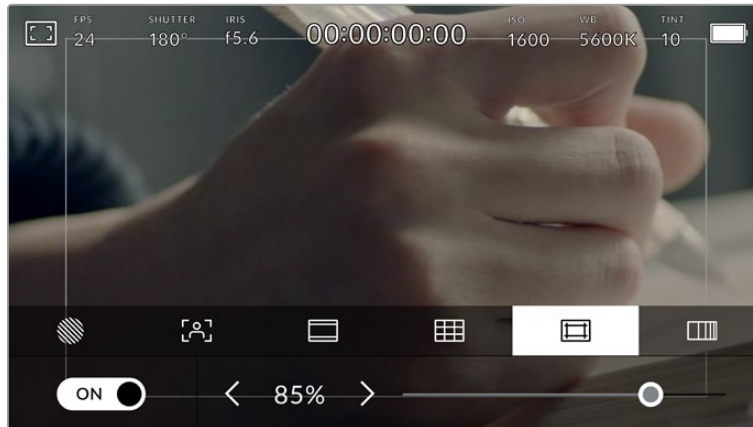 FPS SHUTTER IRIS ISO WB TINT
24 180° f5.6 00:00:00:00 1600 5600K 10
ON 85%